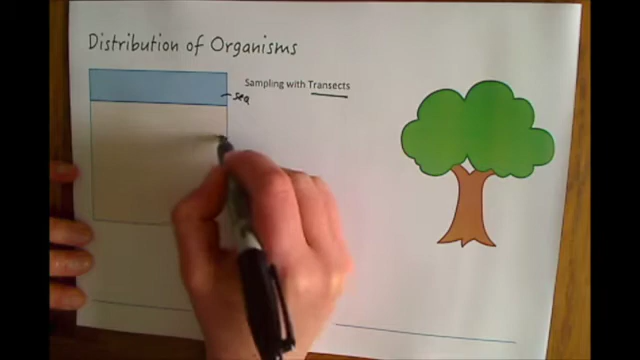 Distribution of Organisms
Sampling with Transects
sea